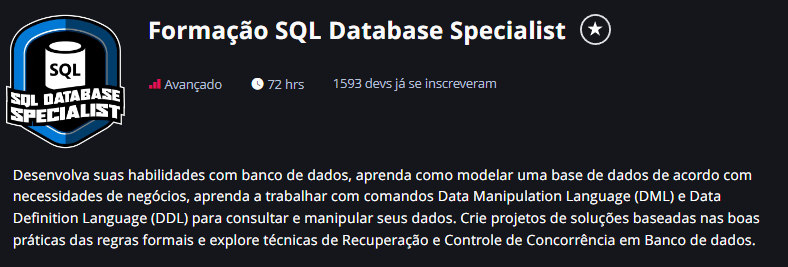 Formação SQL Database Specialist
SQL
SQL DATABASE
SPECIALIST
Avançado 72 hrs 1593 devs já se inscreveram
Desenvolva suas habilidades com banco de dados, aprenda como modelar uma base de dados de acordo com
necessidades de negócios, aprenda a trabalhar com comandos Data Manipulation Language (DML) e Data
Definition Language (DDL) para consultar e manipular seus dados. Crie projetos de soluções baseadas nas boas
práticas das regras formais e explore técnicas de Recuperação e Controle de Concorrência em Banco de dados.